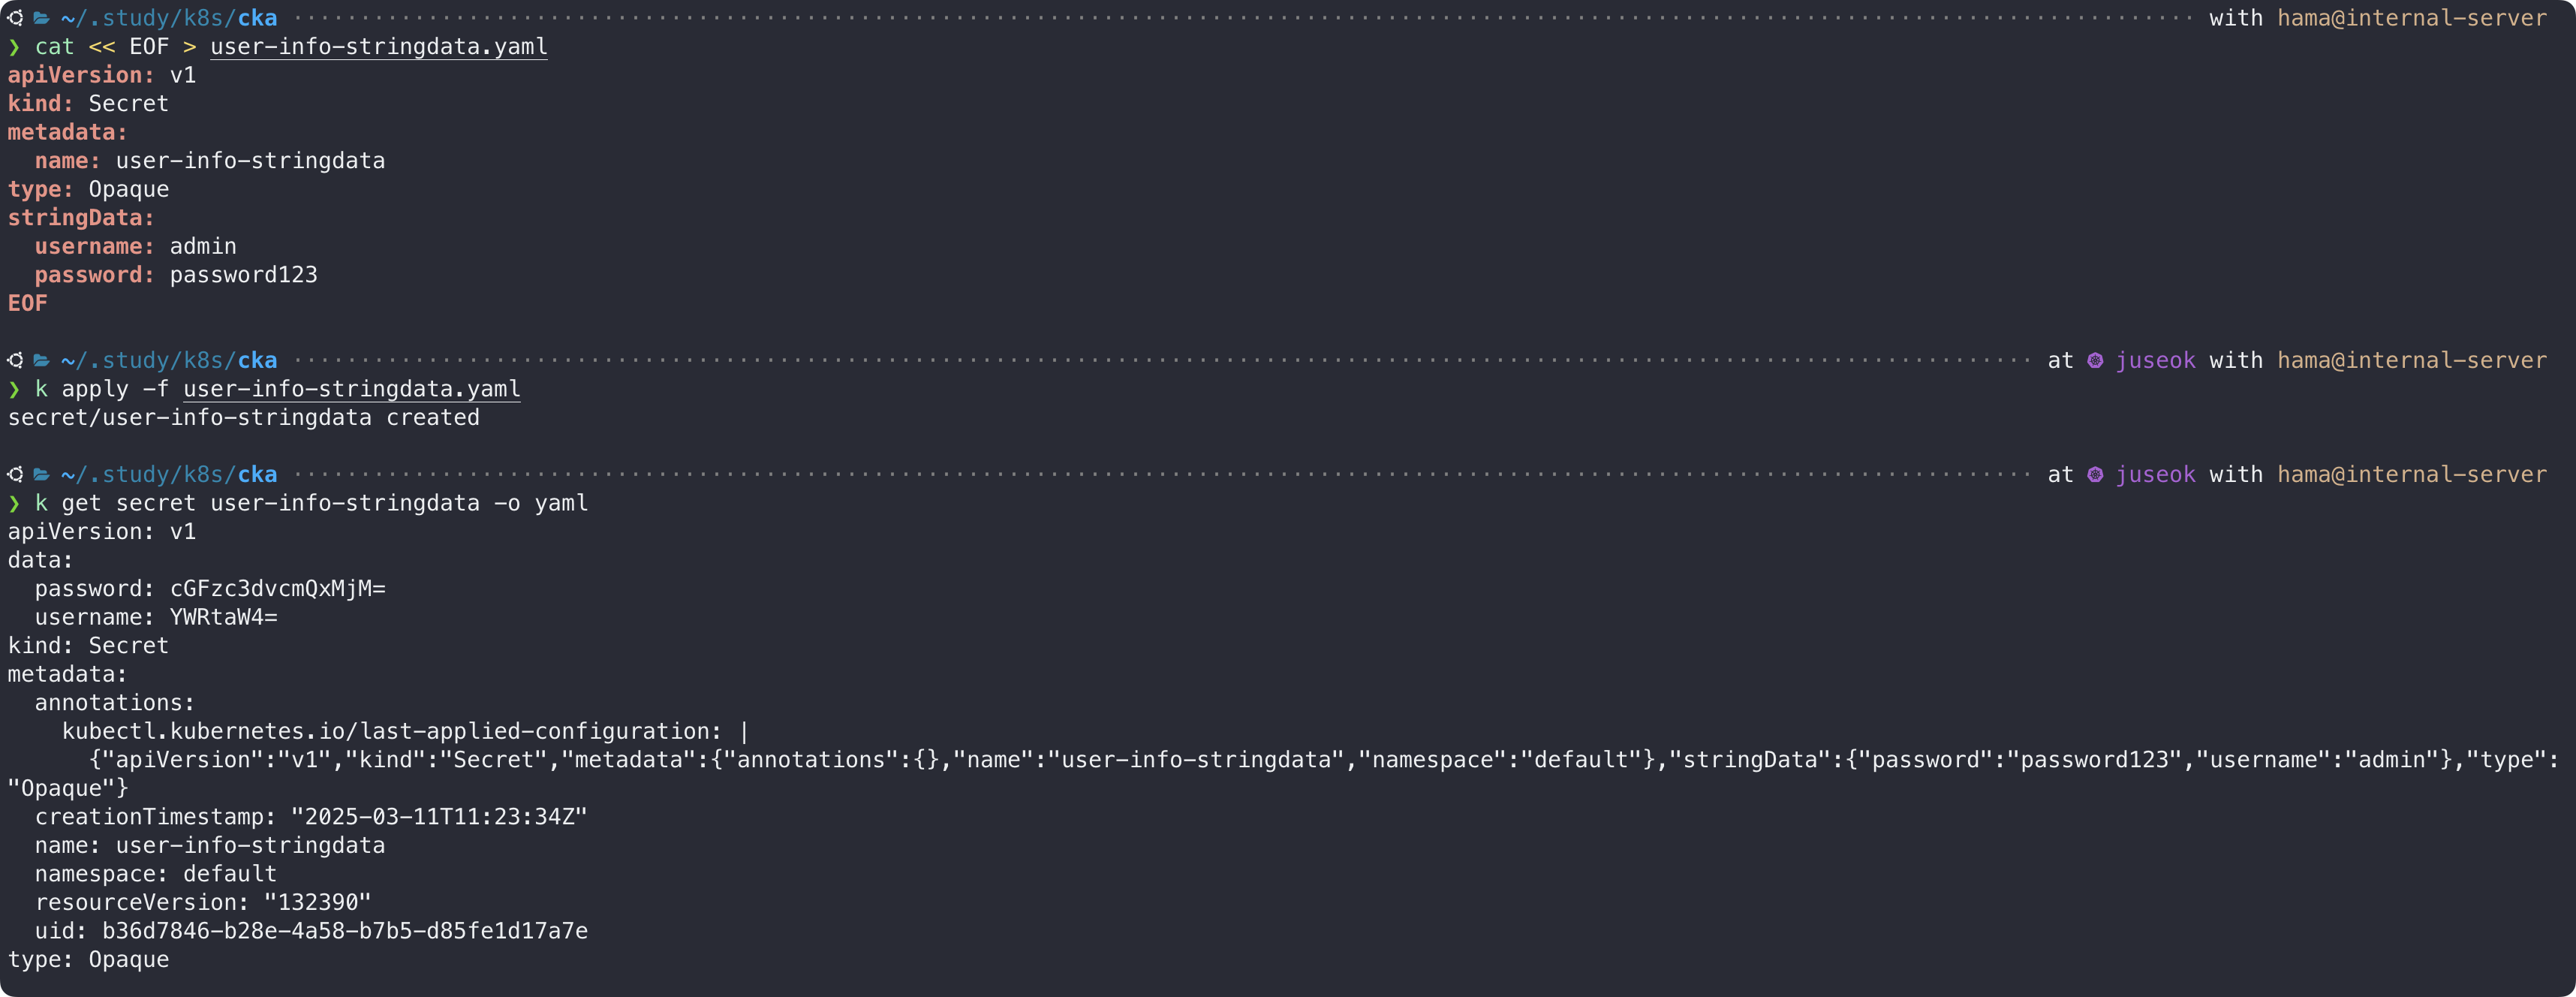 ~/.study/k8s/cka with hama@internal-server
❯ cat << EOF > user-info-stringdata.yaml
apiVersion: v1
kind: Secret
metadata:
  name: user-info-stringdata
type: Opaque
stringData:
  username: admin
  password: password123
EOF
~/.study/k8s/cka at juseok with hama@internal-server
❯ k apply -f user-info-stringdata.yaml
secret/user-info-stringdata created
~/.study/k8s/cka at juseok with hama@internal-server
❯ k get secret user-info-stringdata -o yaml
apiVersion: v1
data:
  password: cGFzc3dvcmQxMjM=
  username: YWRtaW4=
kind: Secret
metadata:
  annotations:
    kubectl.kubernetes.io/last-applied-configuration: |
      {"apiVersion":"v1","kind":"Secret","metadata":{"annotations":{},"name":"user-info-stringdata","namespace":"default"},"stringData":{"password":"password123","username":"admin"},"type":
"Opaque"}
  creationTimestamp: "2025-03-11T11:23:34Z"
  name: user-info-stringdata
  namespace: default
  resourceVersion: "132390"
  uid: b36d7846-b28e-4a58-b7b5-d85fe1d17a7e
type: Opaque